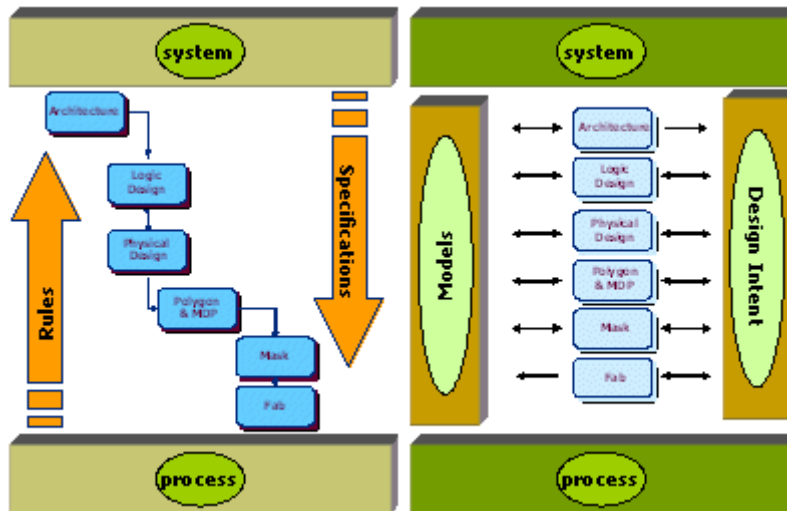 system
Architecture
Logic
Design
Physical
Design
Polygon
& MDP
Mask
Fab
Rules
Specifications
process
system
Models
Architecture
Logic
Design
Physical
Design
Polygon
& MDP
Mask
Fab
Design Intent
process